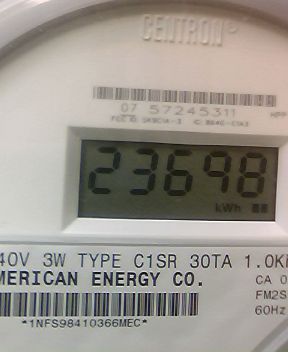 CENTRON®
07 57245311
23698
kWh
40V 3W TYPE C1SR 30TA 1.0K
MERICAN ENERGY CO.
CA 0
FM2S
60Hz
*1NFS98410366MEC*